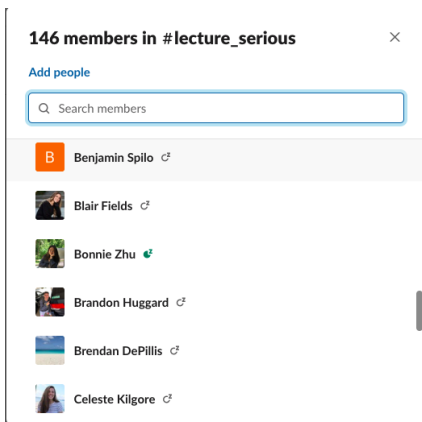 146 members in #lecture_serious
Add people
Search members
B Benjamin Spilo
Blair Fields
Bonnie Zhu
Brandon Huggard
Brendan DePillis
Celeste Kilgore